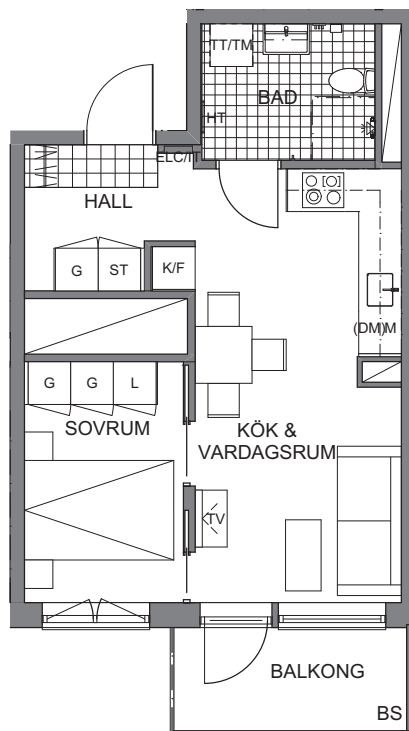 TT/TM
BAD
HT
ELC/IT
HALL
G ST K/F
(DM)M
G G L
SOVRUM
KÖK &
VARDAGSRUM
TV
BALKONG
BS